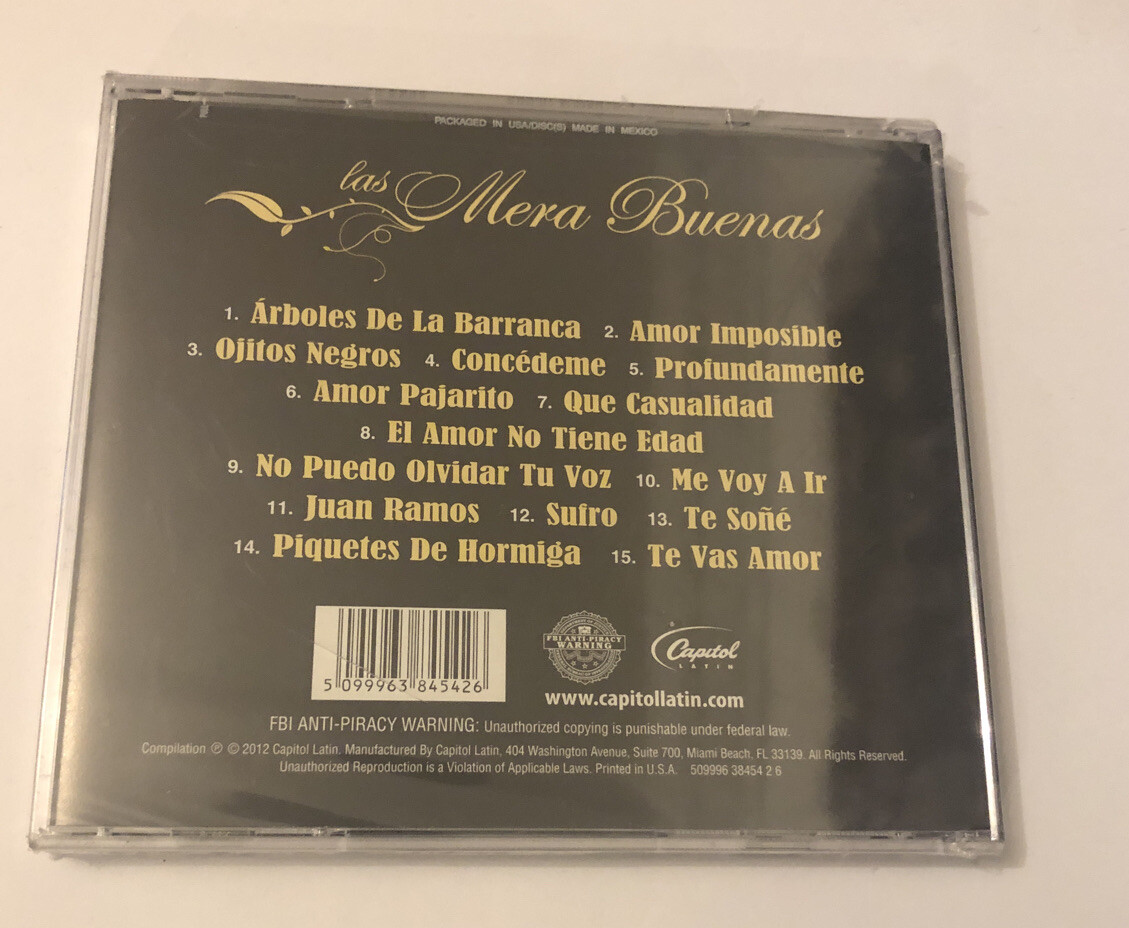 PACKAGED IN USA/DISC(S) MADE IN MEXICO
las Mera Buenas
1. Árboles De La Barranca 2. Amor Imposible
3. Ojitos Negros 4. Concédeme 5. Profundamente
6. Amor Pajarito 7. Que Casualidad
8. El Amor No Tiene Edad
9. No Puedo Olvidar Tu Voz 10. Me Voy A Ir
11. Juan Ramos 12. Sufro 13. Te Soñé
14. Piquetes De Hormiga 15. Te Vas Amor
5 099963 845426
FBI ANTI-PIRACY
WARNING
Capitol
LATIN
www.capitollatin.com
FBI ANTI-PIRACY WARNING: Unauthorized copying is punishable under federal law.
Compilation ℗ © 2012 Capitol Latin. Manufactured By Capitol Latin, 404 Washington Avenue, Suite 700, Miami Beach, FL 33139. All Rights Reserved.
Unauthorized Reproduction is a Violation of Applicable Laws. Printed in U.S.A. 509996 38454 2 6